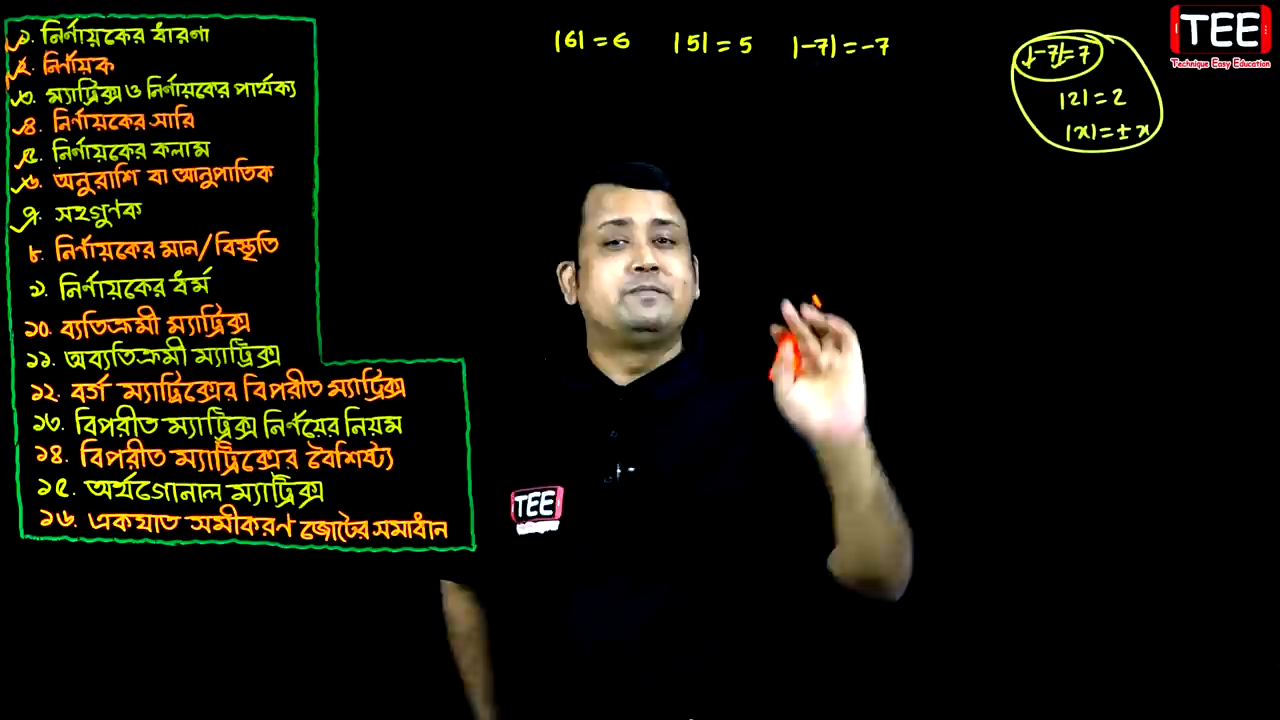 ১. নির্ণায়কের ধারণা
২. নির্ণায়ক
৩. ম্যাট্রিক্স ও নির্ণায়কের পার্থক্য
৪. নির্ণায়কের সারি
৫. নির্ণায়কের কলাম
৬. অনুরাশি বা আনুপাতিক
৭. সহগুণক
৮. নির্ণায়কের মান/বিস্তৃতি
৯. নির্ণায়কের ধর্ম
১০. ব্যতিক্রমী ম্যাট্রিক্স
১১. অব্যতিক্রমী ম্যাট্রিক্স
১২. বর্গ ম্যাট্রিক্সের বিপরীত ম্যাট্রিক্স
১৩. বিপরীত ম্যাট্রিক্স নির্ণয়ের নিয়ম
১৪. বিপরীত ম্যাট্রিক্সের বৈশিষ্ট্য
১৫. অর্থগোনাল ম্যাট্রিক্স
১৬. একঘাত সমীকরণ জোটের সমাধান
|6| = 6 |5| = 5 |-7| = -7
|-7| = 7
|2| = 2
|x| = ± x
TEE
Technique Easy Education
TEE